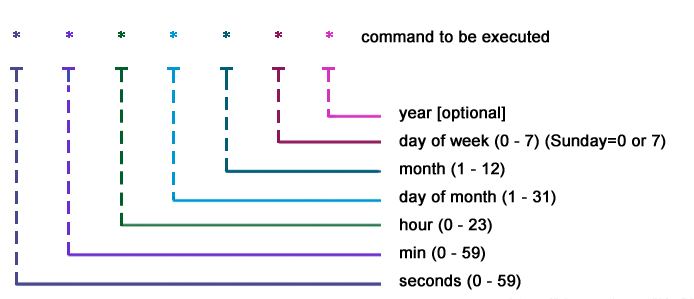 * * * * * * * command to be executed
year [optional]
day of week (0 - 7) (Sunday=0 or 7)
month (1 - 12)
day of month (1 - 31)
hour (0 - 23)
min (0 - 59)
seconds (0 - 59)